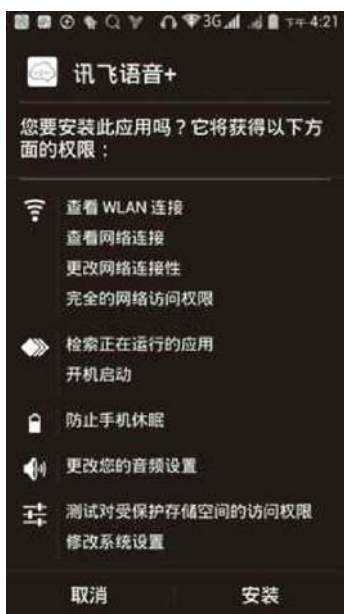 3G 下午4:21
讯飞语音+
您要安装此应用吗？它将获得以下方
面的权限：
查看 WLAN 连接
查看网络连接
更改网络连接性
完全的网络访问权限
检索正在运行的应用
开机启动
防止手机休眠
更改您的音频设置
测试对受保护存储空间的访问权限
修改系统设置
取消 安装